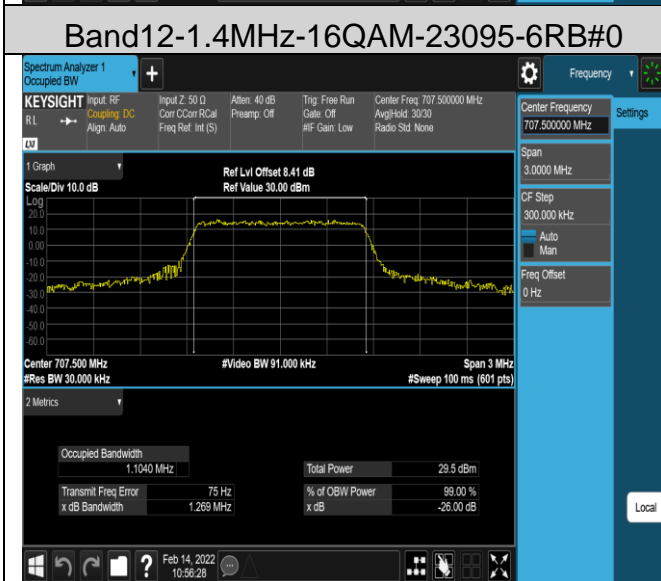 Band12-1.4MHz-16QAM-23095-6RB#0
Spectrum Analyzer 1
Occupied BW
+
Frequency
KEYSIGHT
R L
LXI
Input: RF
Coupling: DC
Align: Auto
Input Z: 50 Ω
Corr CCorr RCal
Freq Ref: Int (S)
Atten: 40 dB
Preamp: Off
Trig: Free Run
Gate: Off
#IF Gain: Low
Center Freq: 707.500000 MHz
Avg|Hold: 30/30
Radio Std: None
Center Frequency
707.500000 MHz
Settings
Span
3.0000 MHz
CF Step
300.000 kHz
Auto
Man
Freq Offset
0 Hz
Local
1 Graph
Scale/Div 10.0 dB
Ref Lvl Offset 8.41 dB
Ref Value 30.00 dBm
Log
20.0
10.0
0.00
-10.0
-20.0
-30.0
-40.0
-50.0
-60.0
Center 707.500 MHz
#Video BW 91.000 kHz
Span 3 MHz
#Res BW 30.000 kHz
#Sweep 100 ms (601 pts)
2 Metrics
Occupied Bandwidth
1.1040 MHz
Total Power 29.5 dBm
Transmit Freq Error 75 Hz
% of OBW Power 99.00 %
x dB Bandwidth 1.269 MHz
x dB -26.00 dB
?
Feb 14, 2022
10:56:28